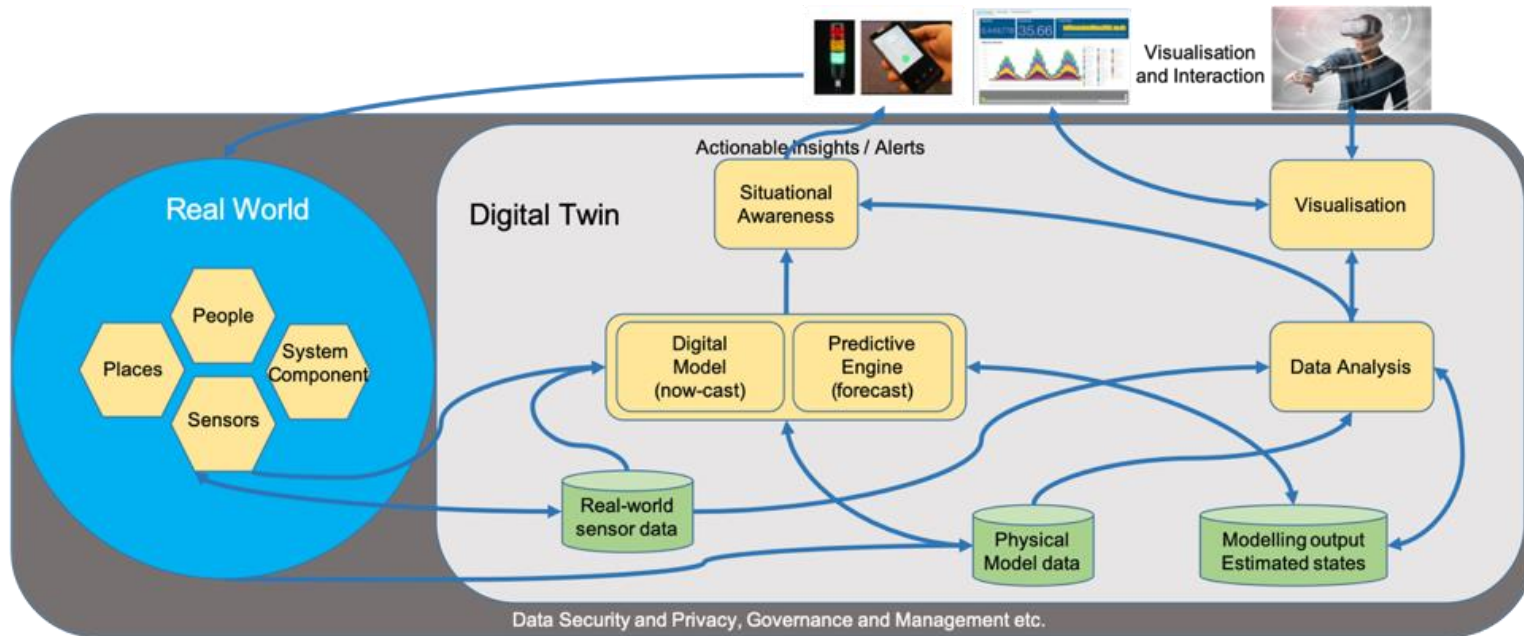 Visualisation
and Interaction
35.66
Actionable Insights / Alerts
Real World
Digital Twin
Situational
Awareness
Visualisation
People
Places
System
Component
Sensors
Digital
Model
(now-cast)
Predictive
Engine
(forecast)
Data Analysis
Real-world
sensor data
Physical
Model data
Modelling output
Estimated states
Data Security and Privacy, Governance and Management etc.